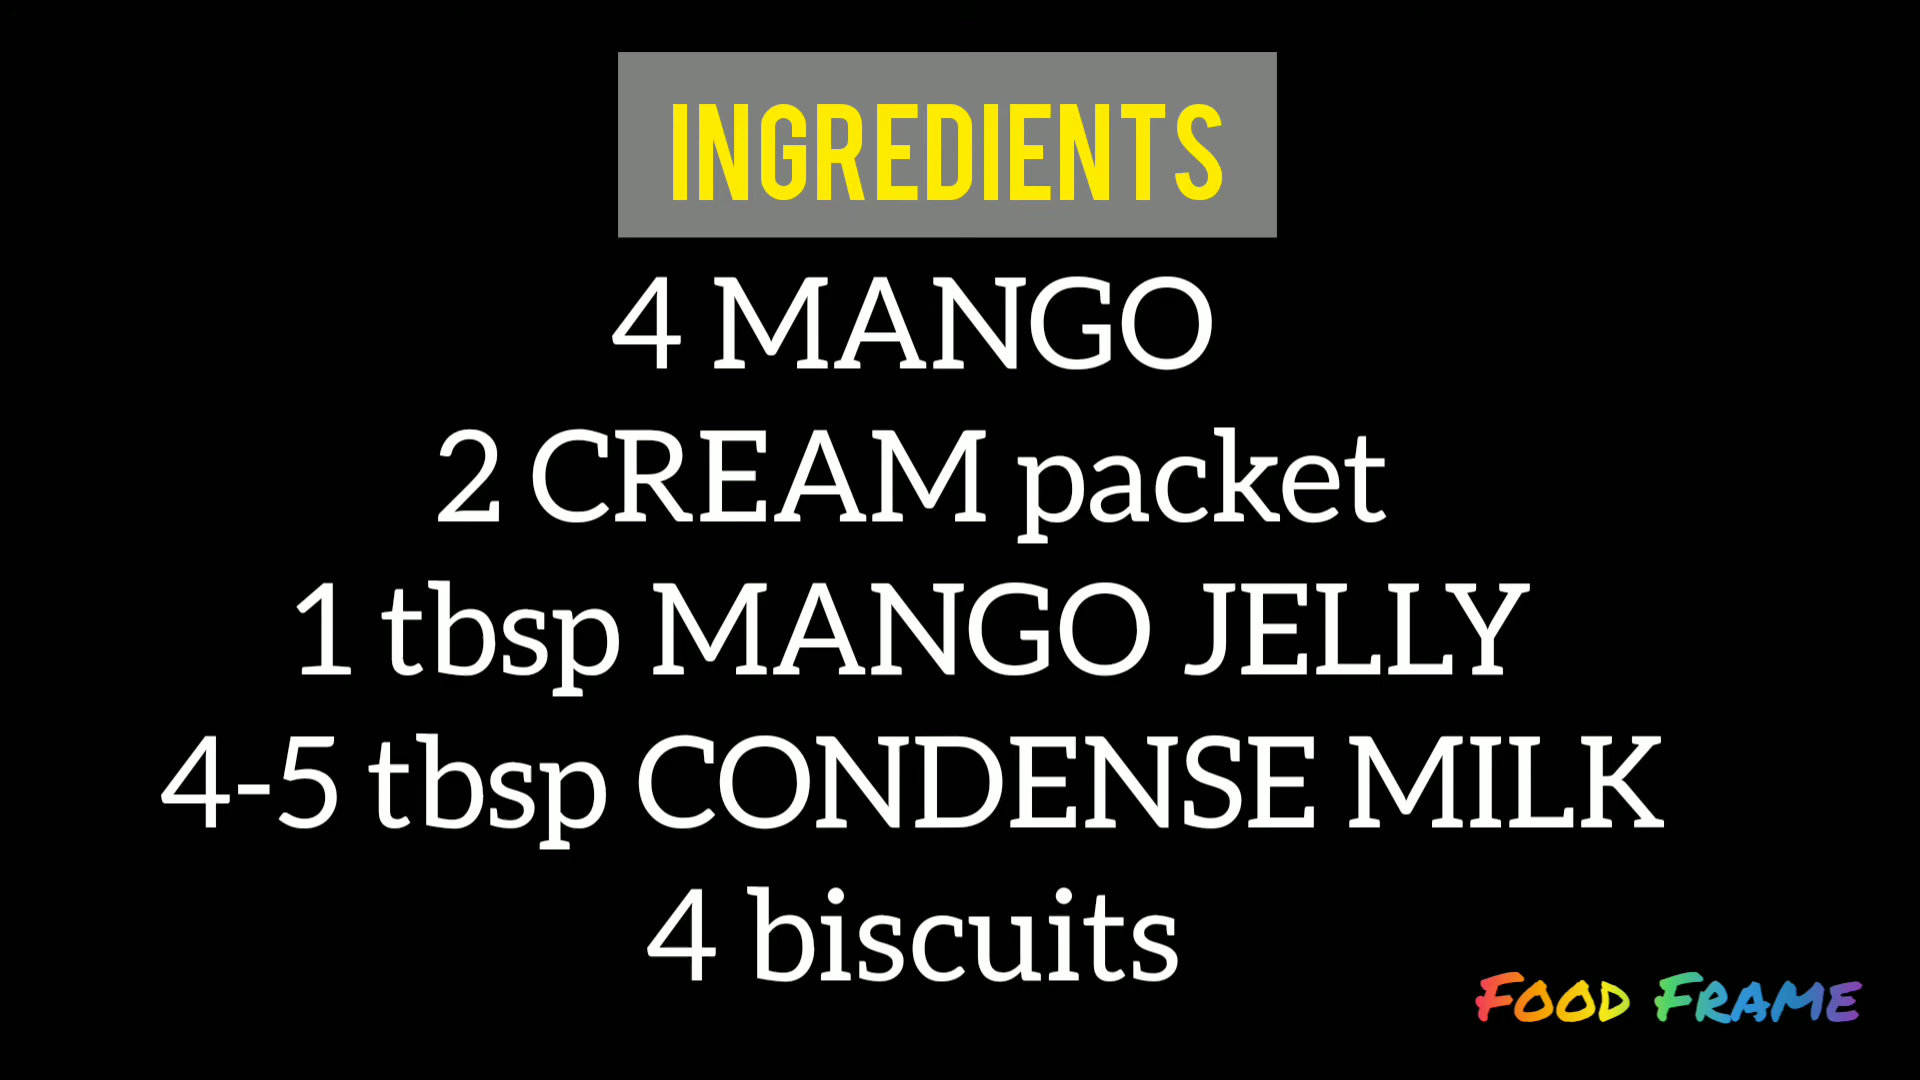 INGREDIENTS
4 MANGO
2 CREAM packet
1 tbsp MANGO JELLY
4-5 tbsp CONDENSE MILK
4 biscuits
FOOD FRAME